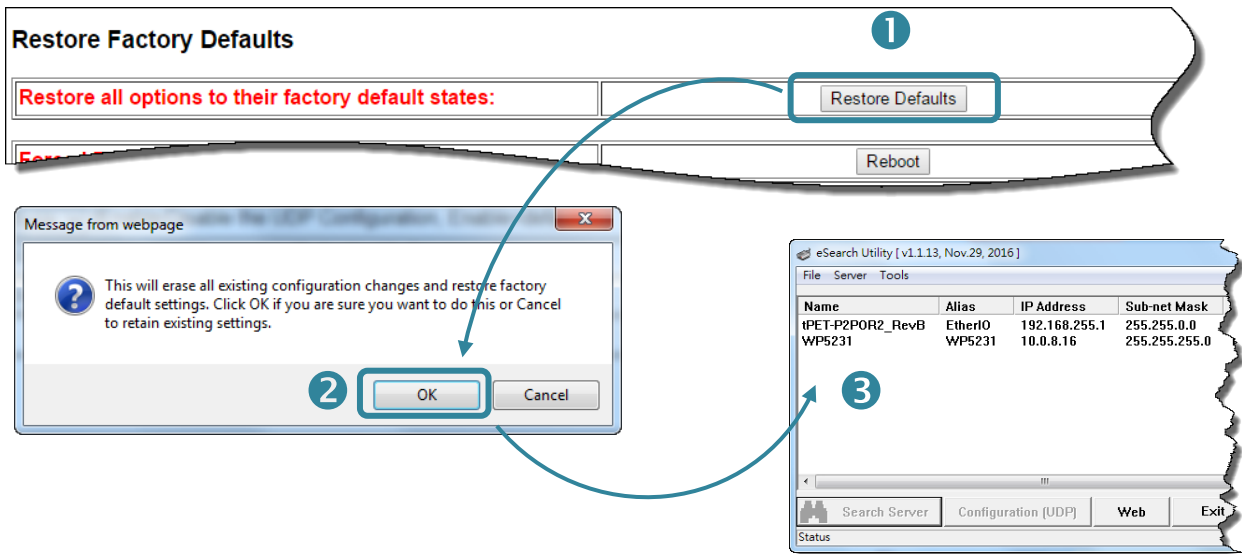 1
Restore Factory Defaults
Restore all options to their factory default states: Restore Defaults
Reboot
Message from webpage
This will erase all existing configuration changes and restore factory
default settings. Click OK if you are sure you want to do this or Cancel
to retain existing settings.
2 OK Cancel
eSearch Utility [ v1.1.13, Nov.29, 2016 ]
File Server Tools
Name Alias IP Address Sub-net Mask
tPET-P2POR2_RevB EtherIO 192.168.255.1 255.255.0.0
WP5231 WP5231 10.0.8.16 255.255.255.0
3
Search Server Configuration (UDP) Web Exit
Status